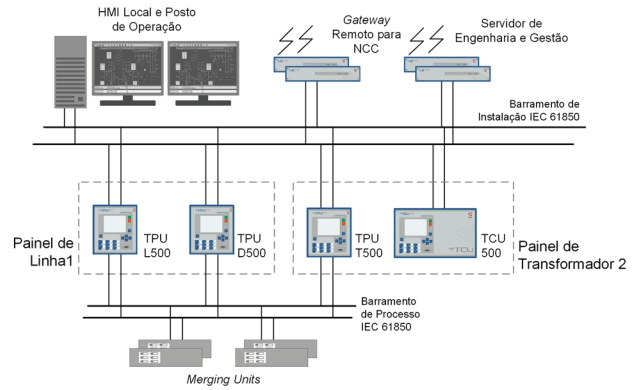 HMI Local e Posto
de Operação
Gateway
Remoto para
NCC
Servidor de
Engenharia e Gestão
Barramento de
Instalação IEC 61850
Painel de
Linha1
TPU
L500
TPU
D500
TPU
T500
TCU
500
TCU
Painel de
Transformador 2
Barramento
de Processo
IEC 61850
Merging Units